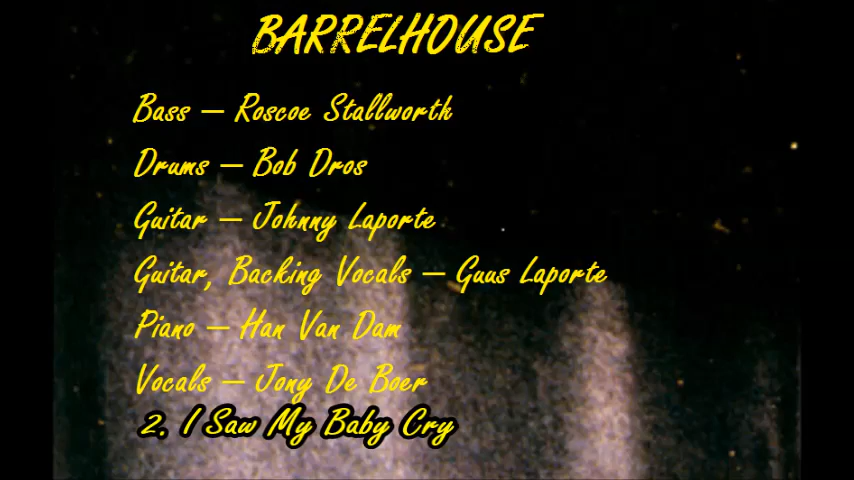 BARRELHOUSE
Bass — Roscoe Stallworth
Drums — Bob Dros
Guitar — Johnny Laporte
Guitar, Backing Vocals — Guus Laporte
Piano — Han Van Dam
Vocals — Jony De Boer
2. I Saw My Baby Cry